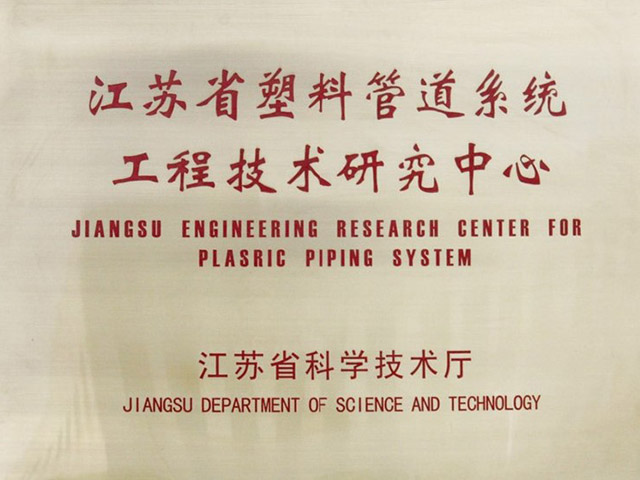 江苏省塑料管道系统
工程技术研究中心
JIANGSU ENGINEERING RESEARCH CENTER FOR
PLASRIC PIPING SYSTEM
江苏省科学技术厅
JIANGSU DEPARTMENT OF SCIENCE AND TECHNOLOGY